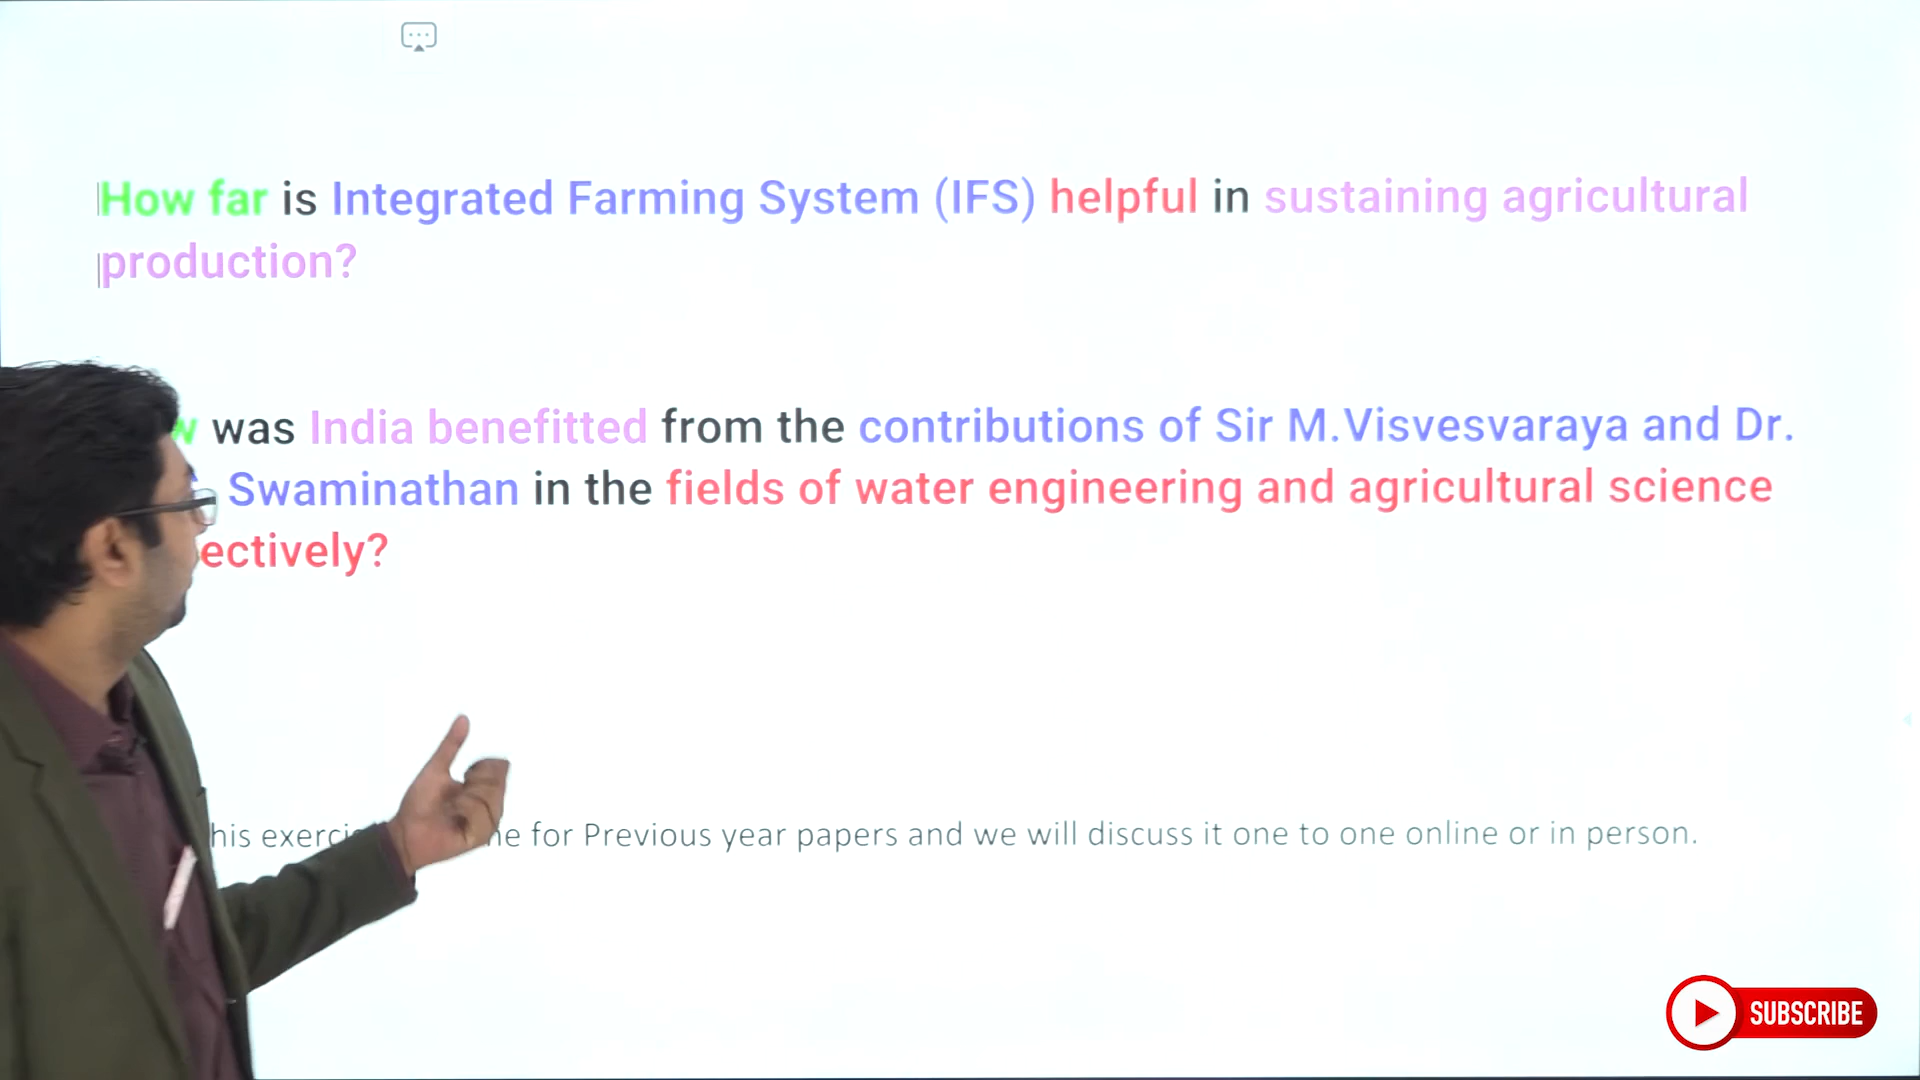 How far is Integrated Farming System (IFS) helpful in sustaining agricultural
production?
was India benefitted from the contributions of Sir M.Visvesvaraya and Dr.
Swaminathan in the fields of water engineering and agricultural science
ectively?
his exerci for Previous year papers and we will discuss it one to one online or in person.
SUBSCRIBE